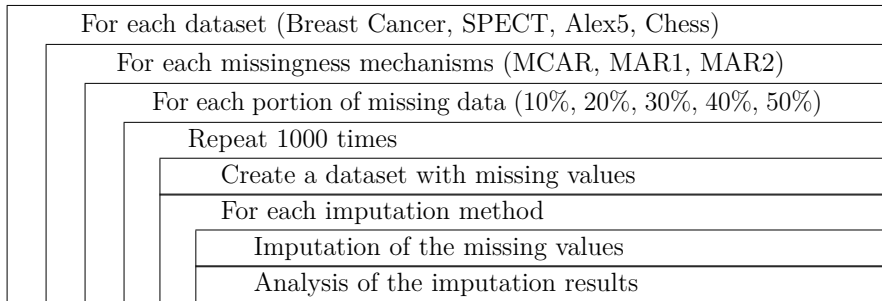 For each dataset (Breast Cancer, SPECT, Alex5, Chess)
For each missingness mechanisms (MCAR, MAR1, MAR2)
For each portion of missing data (10%, 20%, 30%, 40%, 50%)
Repeat 1000 times
Create a dataset with missing values
For each imputation method
Imputation of the missing values
Analysis of the imputation results